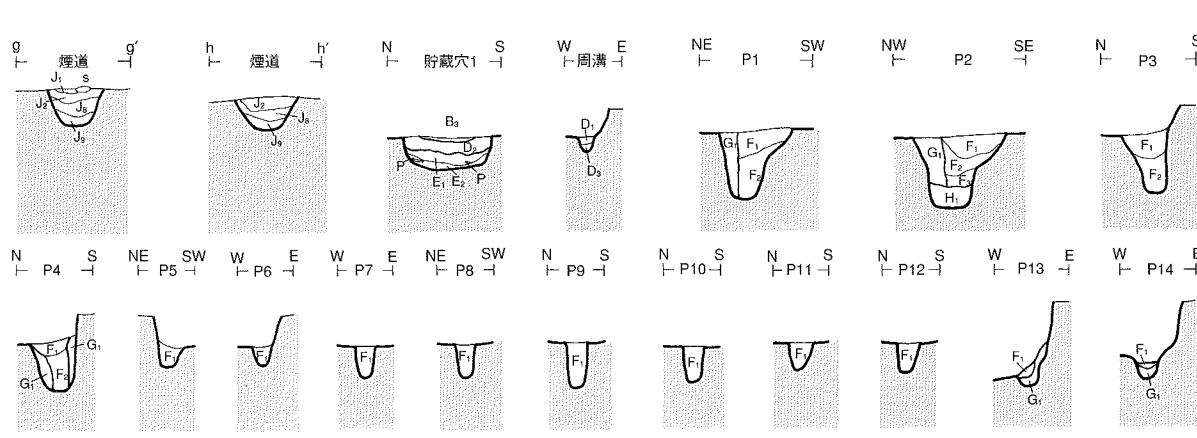 g 煙道 g′ h 煙道 h′ N 貯蔵穴1 S W 周溝 E NE P1 SW NW P2 SE N P3 S
J₁ s
J₂ J₈ J₉
J₂ J₈ J₉
B₃
D₂
P E₁ E₂ P
D₁
D₃
G₁ F₁
F₂
G₁ F₁
F₂
F₃
H₁
F₁
F₂
N P4 S NE P5 SW W P6 E W P7 E NE P8 SW N P9 S N P10 S N P11 S N P12 S W P13 E W P14 E
F₁ G₁
G₁ F₂
F₁
F₁
F₁
F₁
F₁
F₁
F₁
F₁
F₁
G₁
F₁
G₁